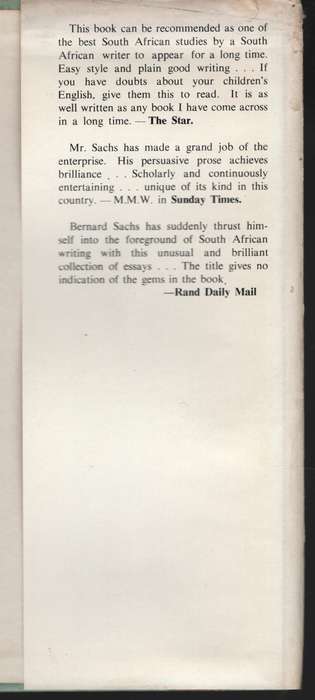 This book can be recommended as one of
the best South African studies by a South
African writer to appear for a long time.
Easy style and plain good writing . . . If
you have doubts about your children's
English, give them this to read. It is as
well written as any book I have come across
in a long time. — The Star.
Mr. Sachs has made a grand job of the
enterprise. His persuasive prose achieves
brilliance . . . Scholarly and continuously
entertaining . . . unique of its kind in this
country. — M.M.W. in Sunday Times.
Bernard Sachs has suddenly thrust him-
self into the foreground of South African
writing with this unusual and brilliant
collection of essays . . . The title gives no
indication of the gems in the book.
—Rand Daily Mail